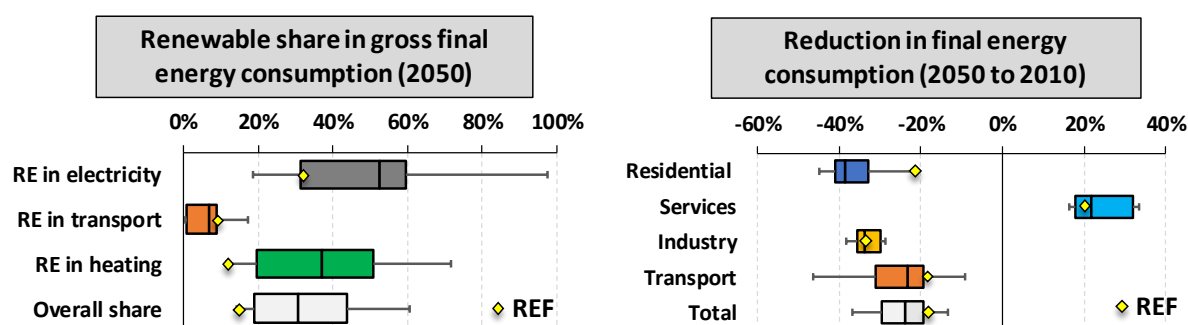 Renewable share in gross final
energy consumption (2050)
0% 20% 40% 60% 80% 100%
RE in electricity
RE in transport
RE in heating
Overall share
REF
Reduction in final energy
consumption (2050 to 2010)
-60% -40% -20% 0% 20% 40%
Residential
Services
Industry
Transport
Total
REF